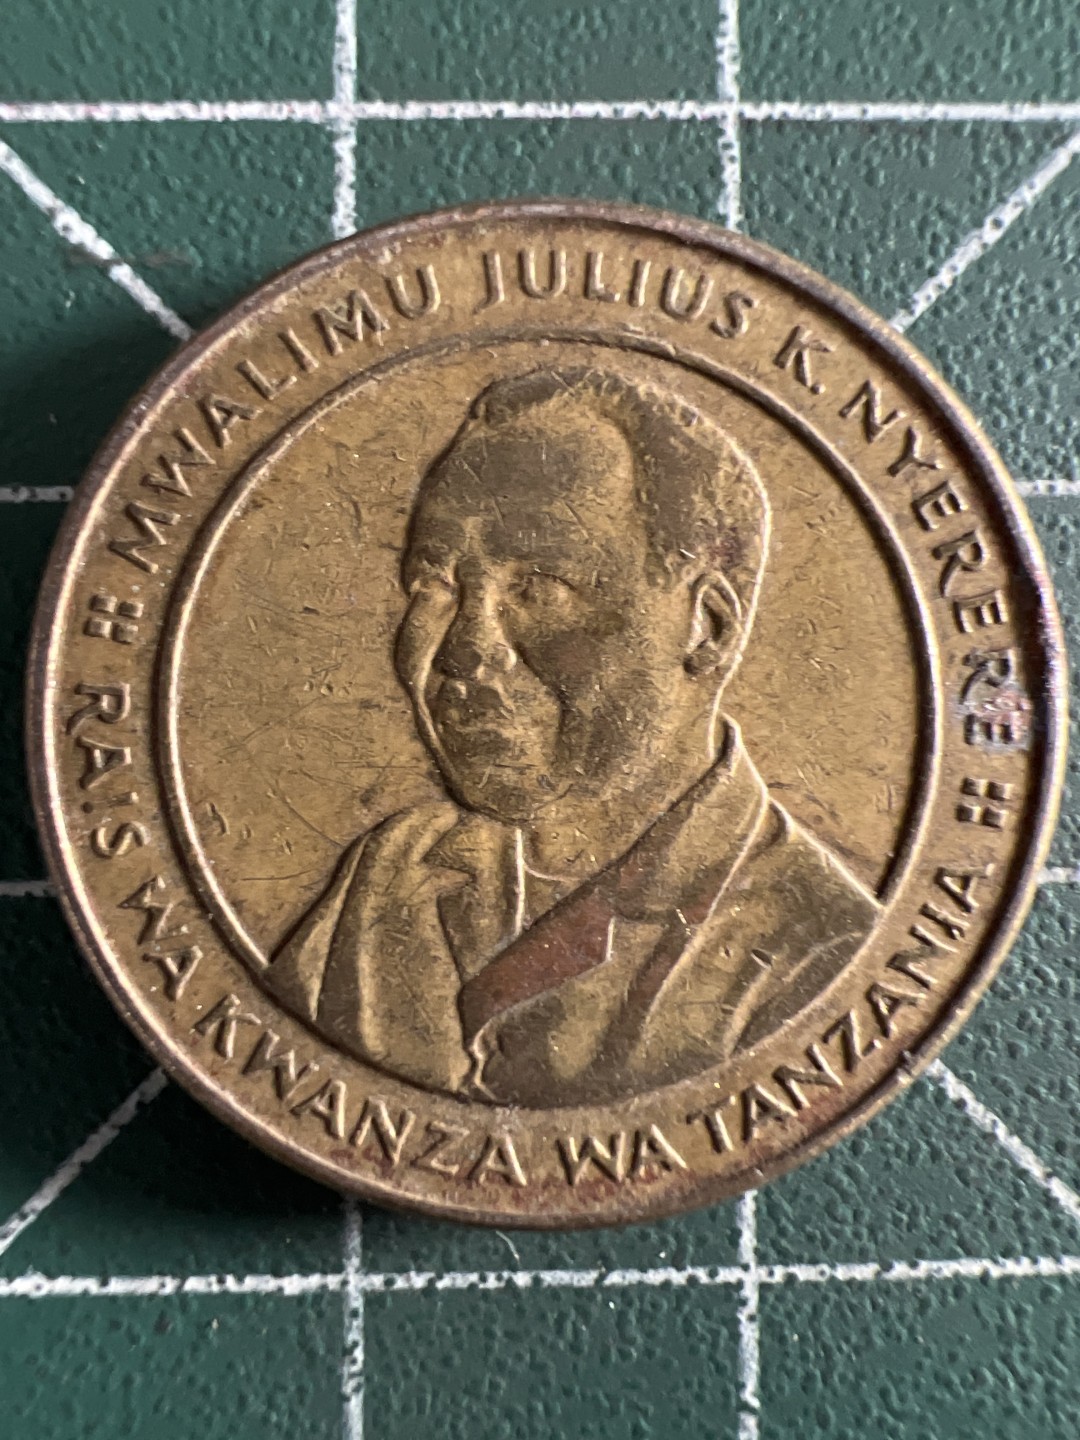 MWALIMU JULIUS K. NYERERE
RAIS WA KWANZA WA TANZANIA